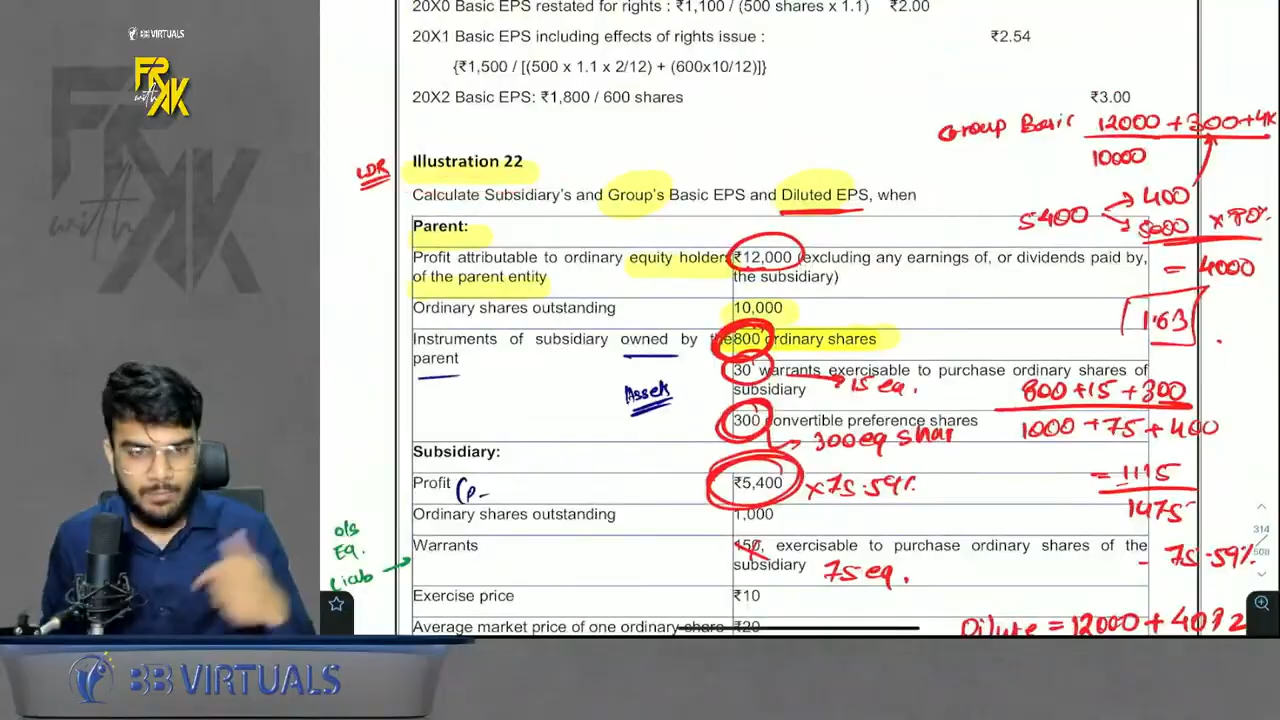 BB VIRTUALS
FR with AK
20X0 Basic EPS restated for rights : ₹1,100 / (500 shares x 1.1) ₹2.00
20X1 Basic EPS including effects of rights issue : ₹2.54
{₹1,500 / [(500 x 1.1 x 2/12) + (600x10/12)]}
20X2 Basic EPS: ₹1,800 / 600 shares ₹3.00
Group Basic 12000 + 300 + 4K
10000
LDR
Illustration 22
Calculate Subsidiary's and Group's Basic EPS and Diluted EPS, when
5400 400
5000 x 80%
= 4000
1.63
Parent:
Profit attributable to ordinary equity holders of the parent entity
₹12,000 (excluding any earnings of, or dividends paid by, the subsidiary)
Ordinary shares outstanding 10,000
Instruments of subsidiary owned by the parent
800 ordinary shares
30 warrants exercisable to purchase ordinary shares of subsidiary
15 eq.
300 convertible preference shares
300 eq shar
Asset
800 + 15 + 300
1000 + 75 + 400
= 1115
1475
- 75.59%
Subsidiary:
Profit (p- ₹5,400 x 75.59%
Ordinary shares outstanding 1,000
Warrants 150, exercisable to purchase ordinary shares of the subsidiary
75 eq.
o/s
Eq.
Liab
Exercise price ₹10
Average market price of one ordinary share ₹20
Dilute = 12000 + 4082
314
508
BB VIRTUALS